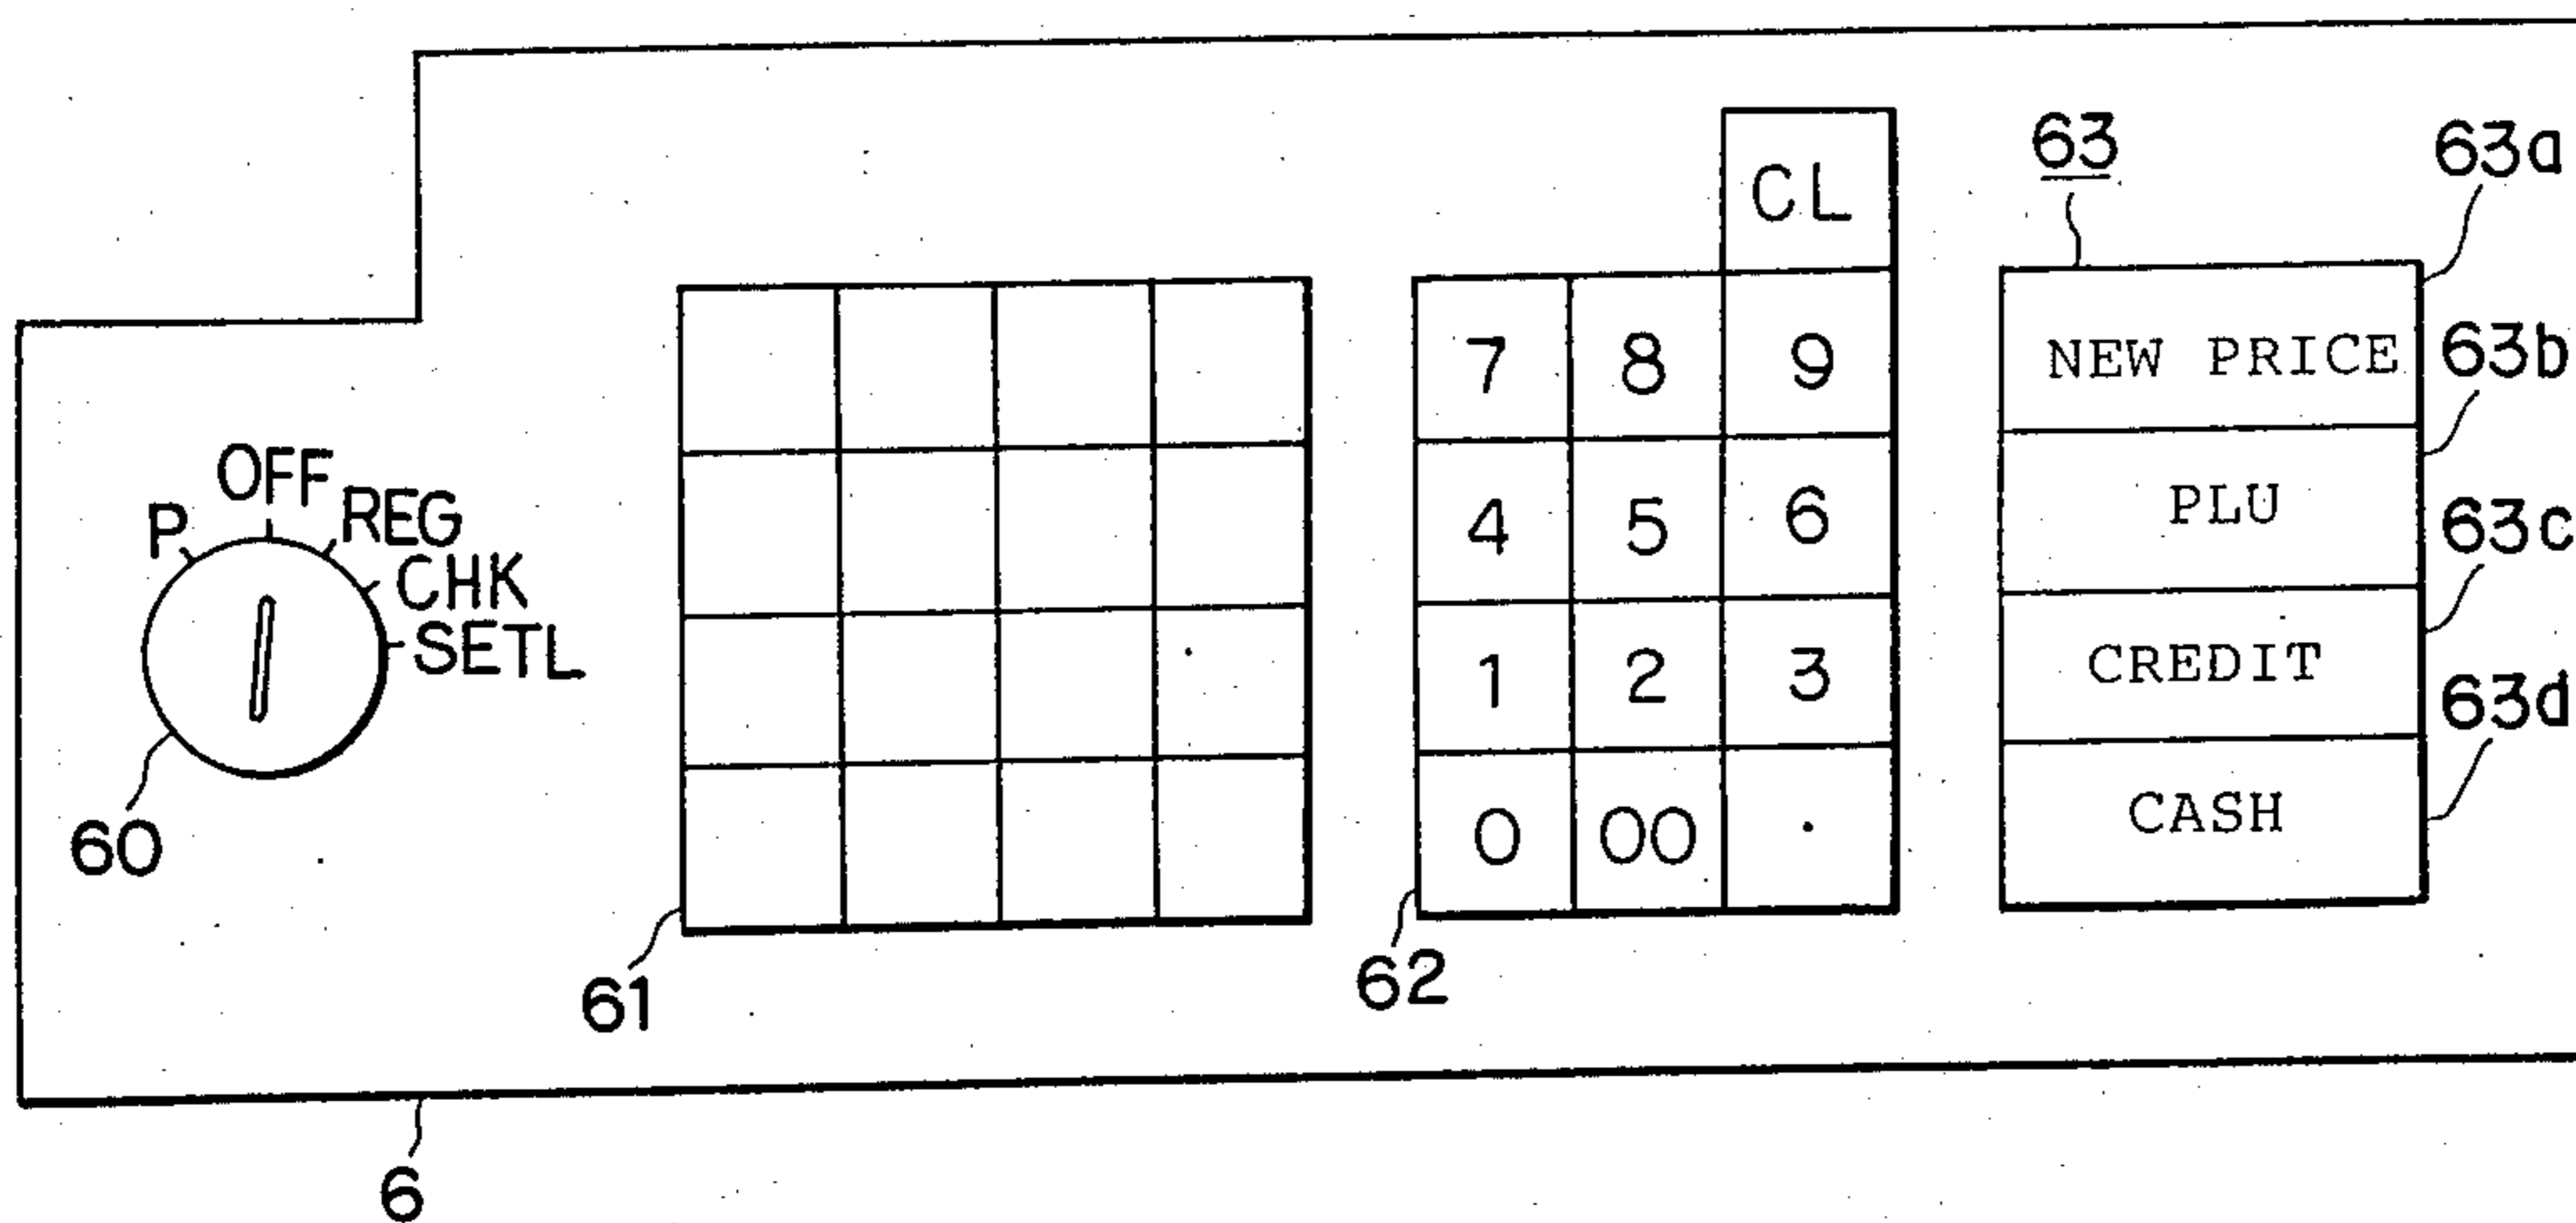 CL
63
63a
7 8 9
NEW PRICE
63b
OFF
P
REG
4 5 6
PLU
63c
CHK
SETL
1 2 3
CREDIT
63d
0 00 .
CASH
60
61
62
6